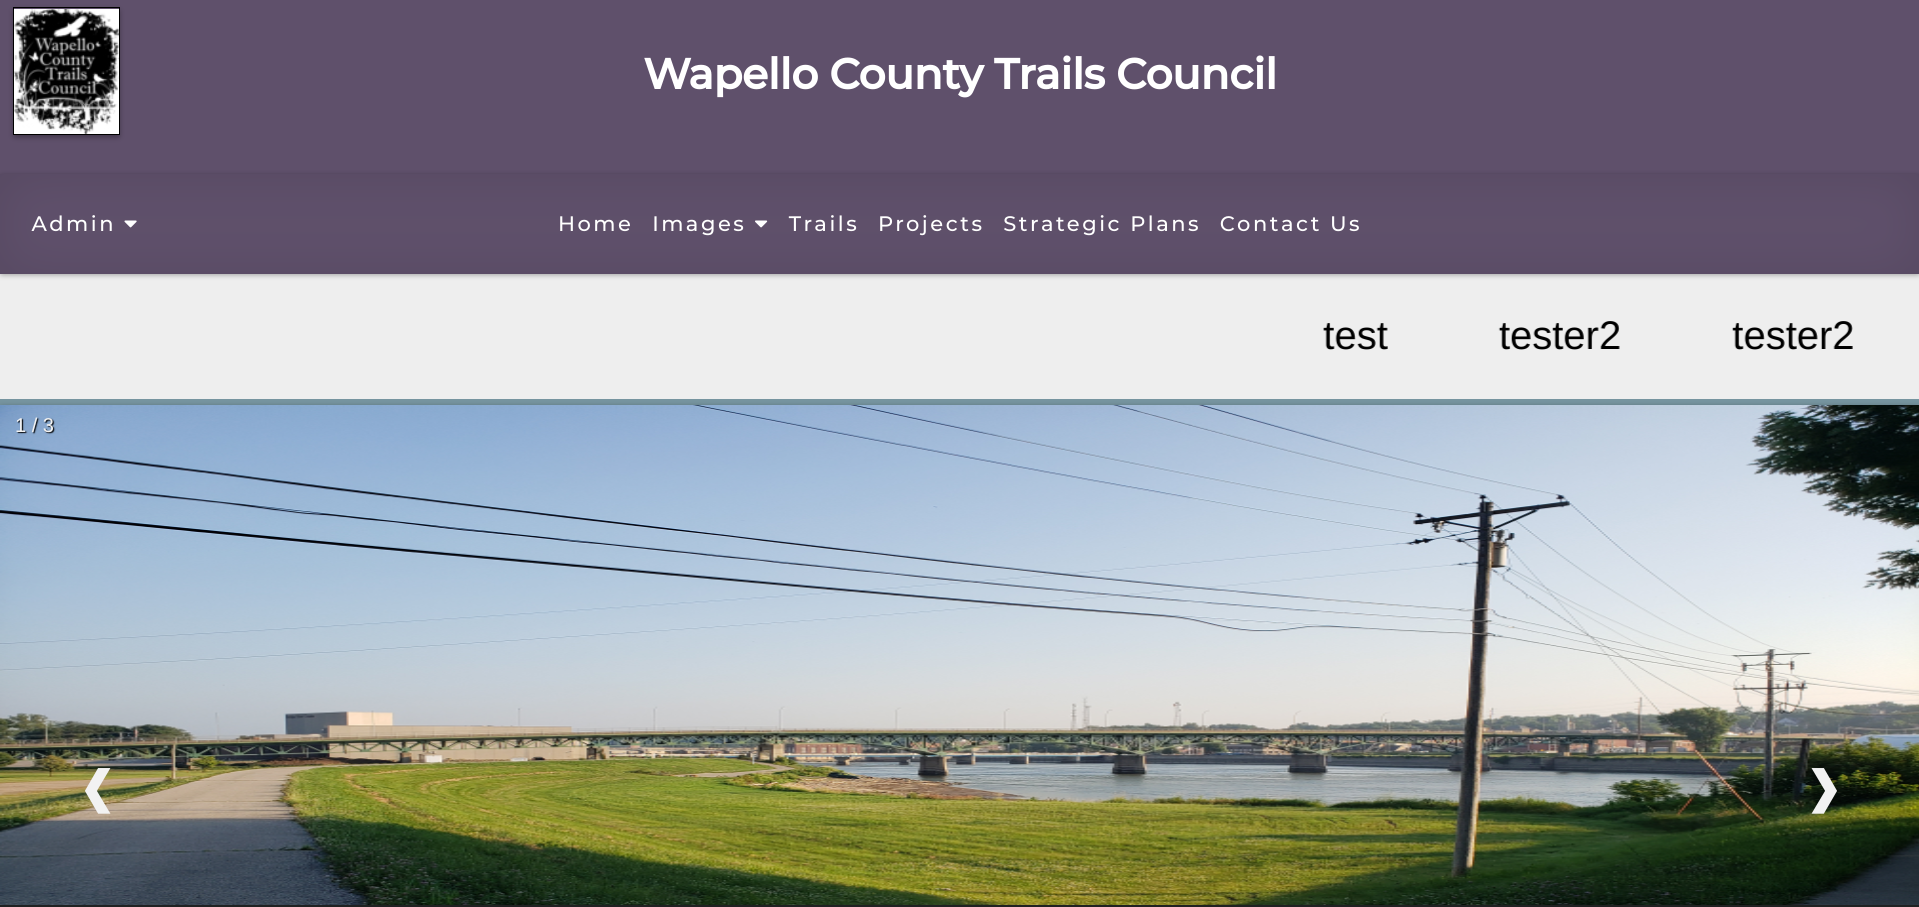 Wapello
County
Trails
Council
Wapello County Trails Council
Admin Home Images Trails Projects Strategic Plans Contact Us
test tester2 tester2
1 / 3